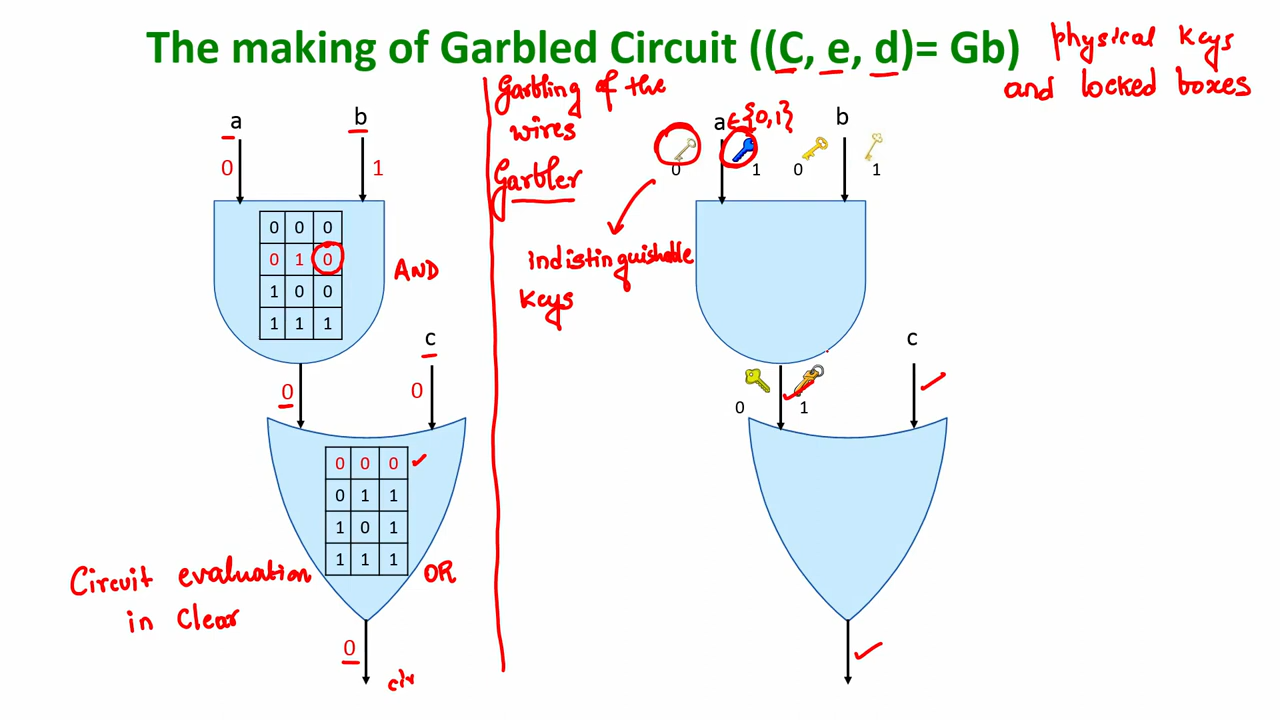 The making of Garbled Circuit ((C, e, d)= Gb)
physical keys
and locked boxes
a
b
0
1
0 0 0
0 1 0
1 0 0
1 1 1
AND
c
0
0
0 0 0
0 1 1
1 0 1
1 1 1
OR
Circuit evaluation
in Clear
0
cir
Garbling of the
wires
Garbler
Indistinguishable
keys
a ∈{0,1}
b
0
1
0
1
c
0
1